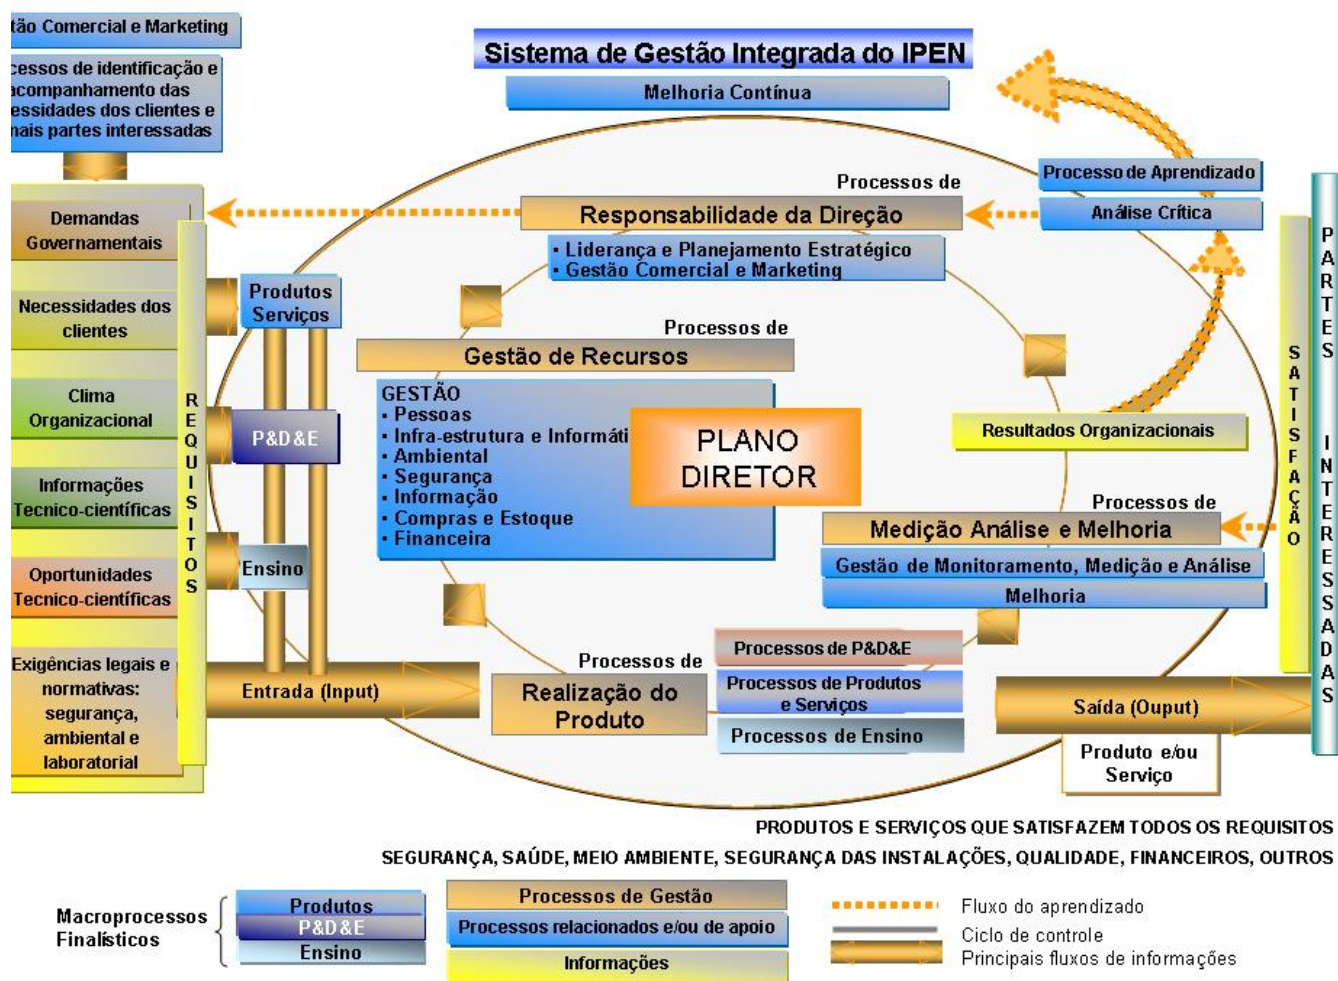 tão Comercial e Marketing
cessos de identificação e
acompanhamento das
essidades dos clientes e
mais partes interessadas
Sistema de Gestão Integrada do IPEN
Melhoria Contínua
Processo de Aprendizado
Análise Crítica
Processos de
Responsabilidade da Direção
▪ Liderança e Planejamento Estratégico
▪ Gestão Comercial e Marketing
Demandas
Governamentais
Necessidades dos
clientes
Clima
Organizacional
Informações
Tecnico-científicas
Oportunidades
Tecnico-científicas
Exigências legais e
normativas:
segurança,
ambiental e
laboratorial
REQUISITOS
Produtos
Serviços
P&D&E
Ensino
Entrada (Input)
Processos de
Gestão de Recursos
GESTÃO
▪ Pessoas
▪ Infra-estrutura e Informáti
▪ Ambiental
▪ Segurança
▪ Informação
▪ Compras e Estoque
▪ Financeira
PLANO
DIRETOR
Resultados Organizacionais
Processos de
Medição Análise e Melhoria
Gestão de Monitoramento, Medição e Análise
Melhoria
Processos de
Realização do
Produto
Processos de P&D&E
Processos de Produtos
e Serviços
Processos de Ensino
Saída (Ouput)
Produto e/ou
Serviço
SATISFAÇÃO
PARTES INTERESSADAS
PRODUTOS E SERVIÇOS QUE SATISFAZEM TODOS OS REQUISITOS
SEGURANÇA, SAÚDE, MEIO AMBIENTE, SEGURANÇA DAS INSTALAÇÕES, QUALIDADE, FINANCEIROS, OUTROS
Macroprocessos
Finalísticos
Produtos
P&D&E
Ensino
Processos de Gestão
Processos relacionados e/ou de apoio
Informações
Fluxo do aprendizado
Ciclo de controle
Principais fluxos de informações